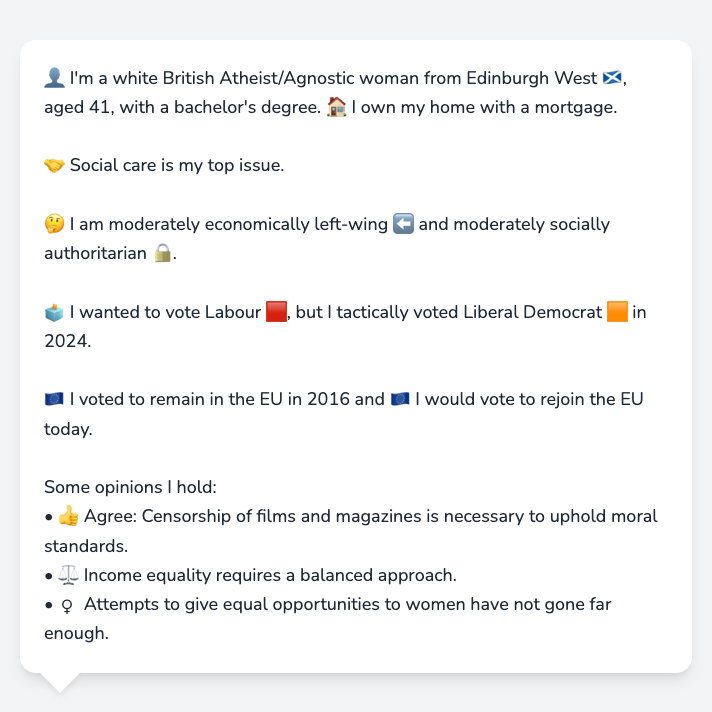 👤 I'm a white British Atheist/Agnostic woman from Edinburgh West 🏴󠁧󠁢󠁳󠁣󠁴󠁿,
aged 41, with a bachelor's degree. 🏠 I own my home with a mortgage.
🤝 Social care is my top issue.
🤔 I am moderately economically left-wing ⬅️ and moderately socially
authoritarian 🔒.
🗳️ I wanted to vote Labour 🟥, but I tactically voted Liberal Democrat 🟧 in
2024.
🇪🇺 I voted to remain in the EU in 2016 and 🇪🇺 I would vote to rejoin the EU
today.
Some opinions I hold:
• 👍 Agree: Censorship of films and magazines is necessary to uphold moral
standards.
• ⚖️ Income equality requires a balanced approach.
• ♀ Attempts to give equal opportunities to women have not gone far
enough.